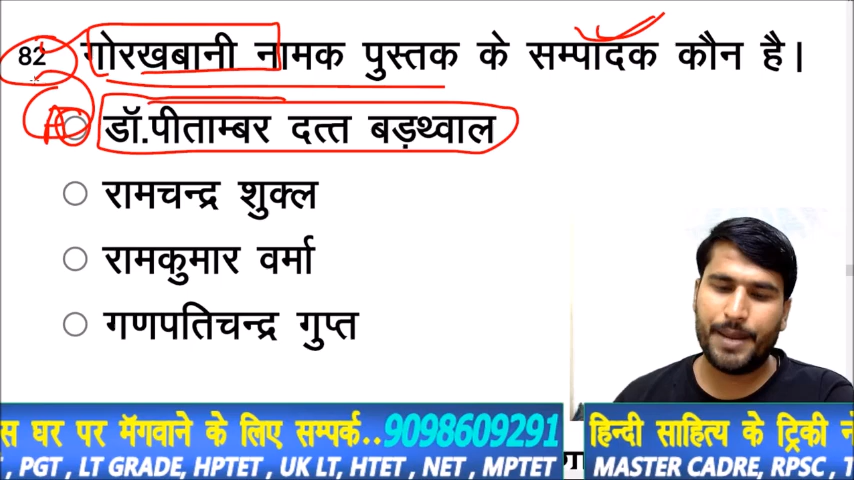 82 गोरखबानी नामक पुस्तक के सम्पादक कौन है।
A डॉ.पीताम्बर दत्त बड़थ्वाल
रामचन्द्र शुक्ल
रामकुमार वर्मा
गणपतिचन्द्र गुप्त
स घर पर मॅगवाने के लिए सम्पर्क..9098609291 हिन्दी साहित्य के ट्रिकी नो
, PGT, LT GRADE, HPTET, UK LT, HTET, NET, MPTET MASTER CADRE, RPSC, T